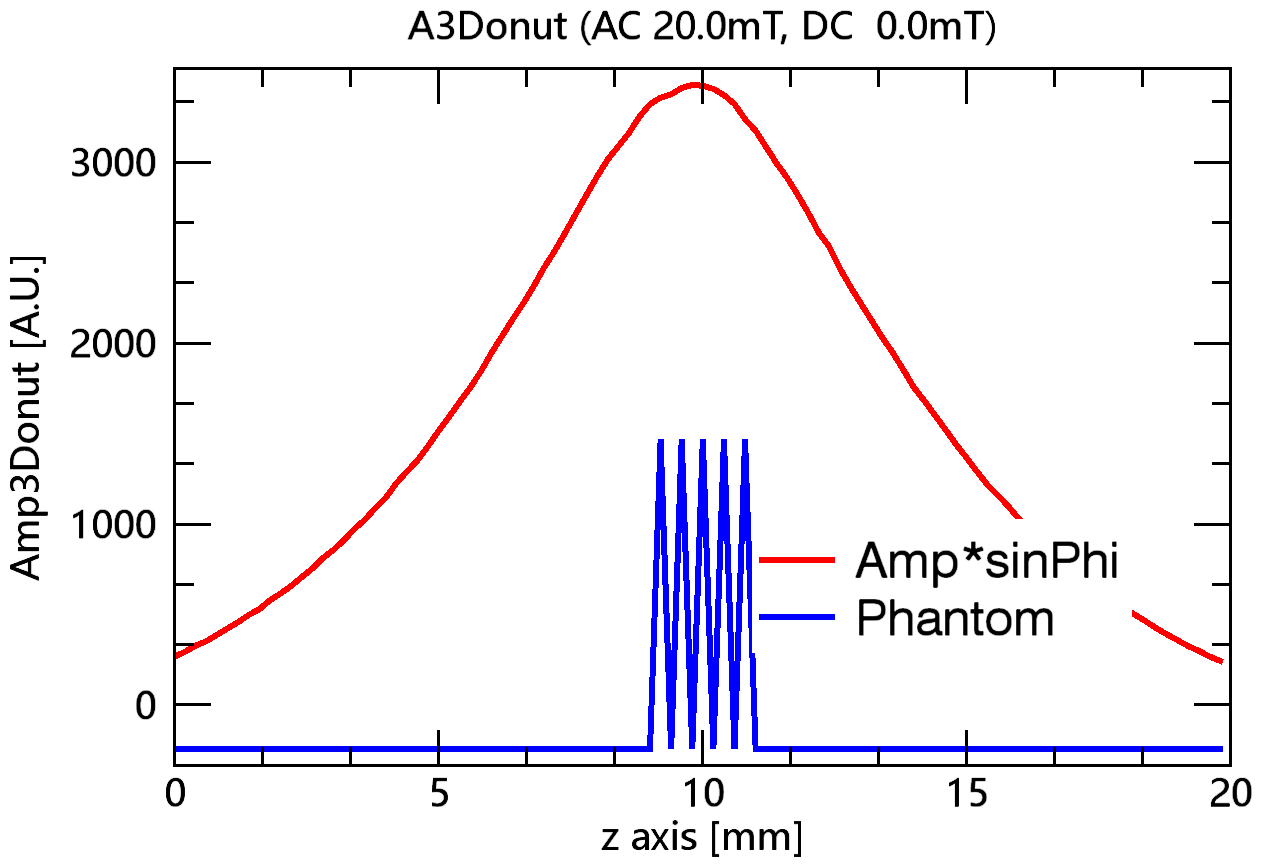 A3Donut (AC 20.0mT, DC  0.0mT)
Amp3Donut [A.U.]
3000
2000
1000
0
Amp*sinPhi
Phantom
0 5 10 15 20
z axis [mm]